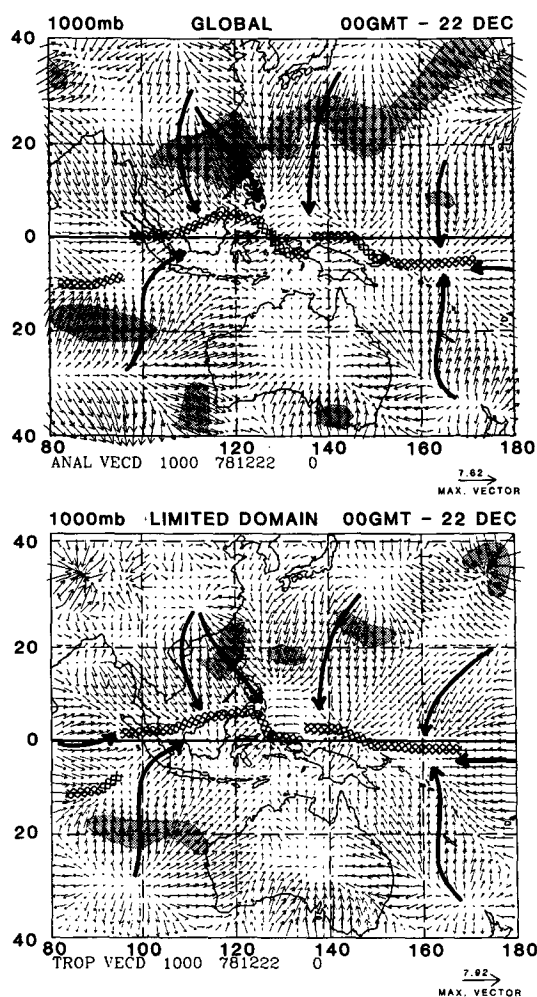 1000mb GLOBAL 00GMT - 22 DEC
40
20
0
20
40
80 100 120 140 160 180
ANAL VECD 1000 781222 0
7.62
MAX. VECTOR
1000mb LIMITED DOMAIN 00GMT - 22 DEC
40
20
0
20
40
80 100 120 140 160 180
TROP VECD 1000 781222 0
7.92
MAX. VECTOR